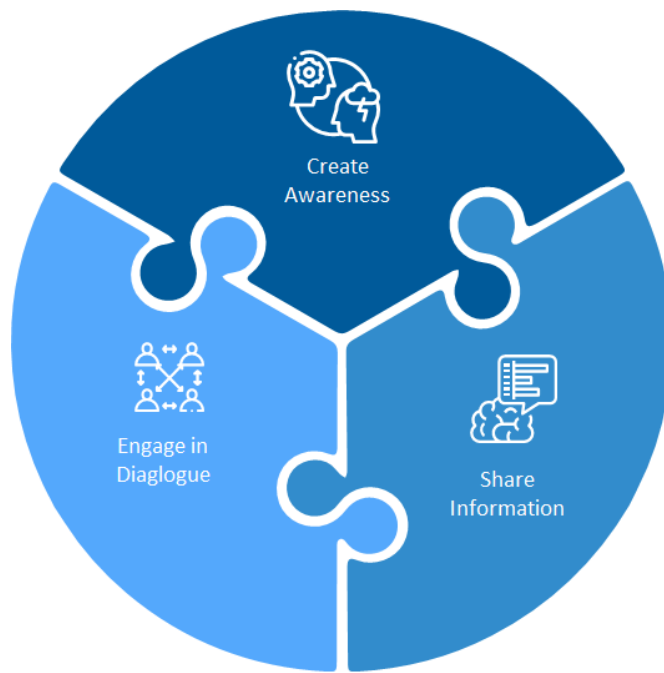 Create
Awareness
Engage in
Diaglogue
Share
Information